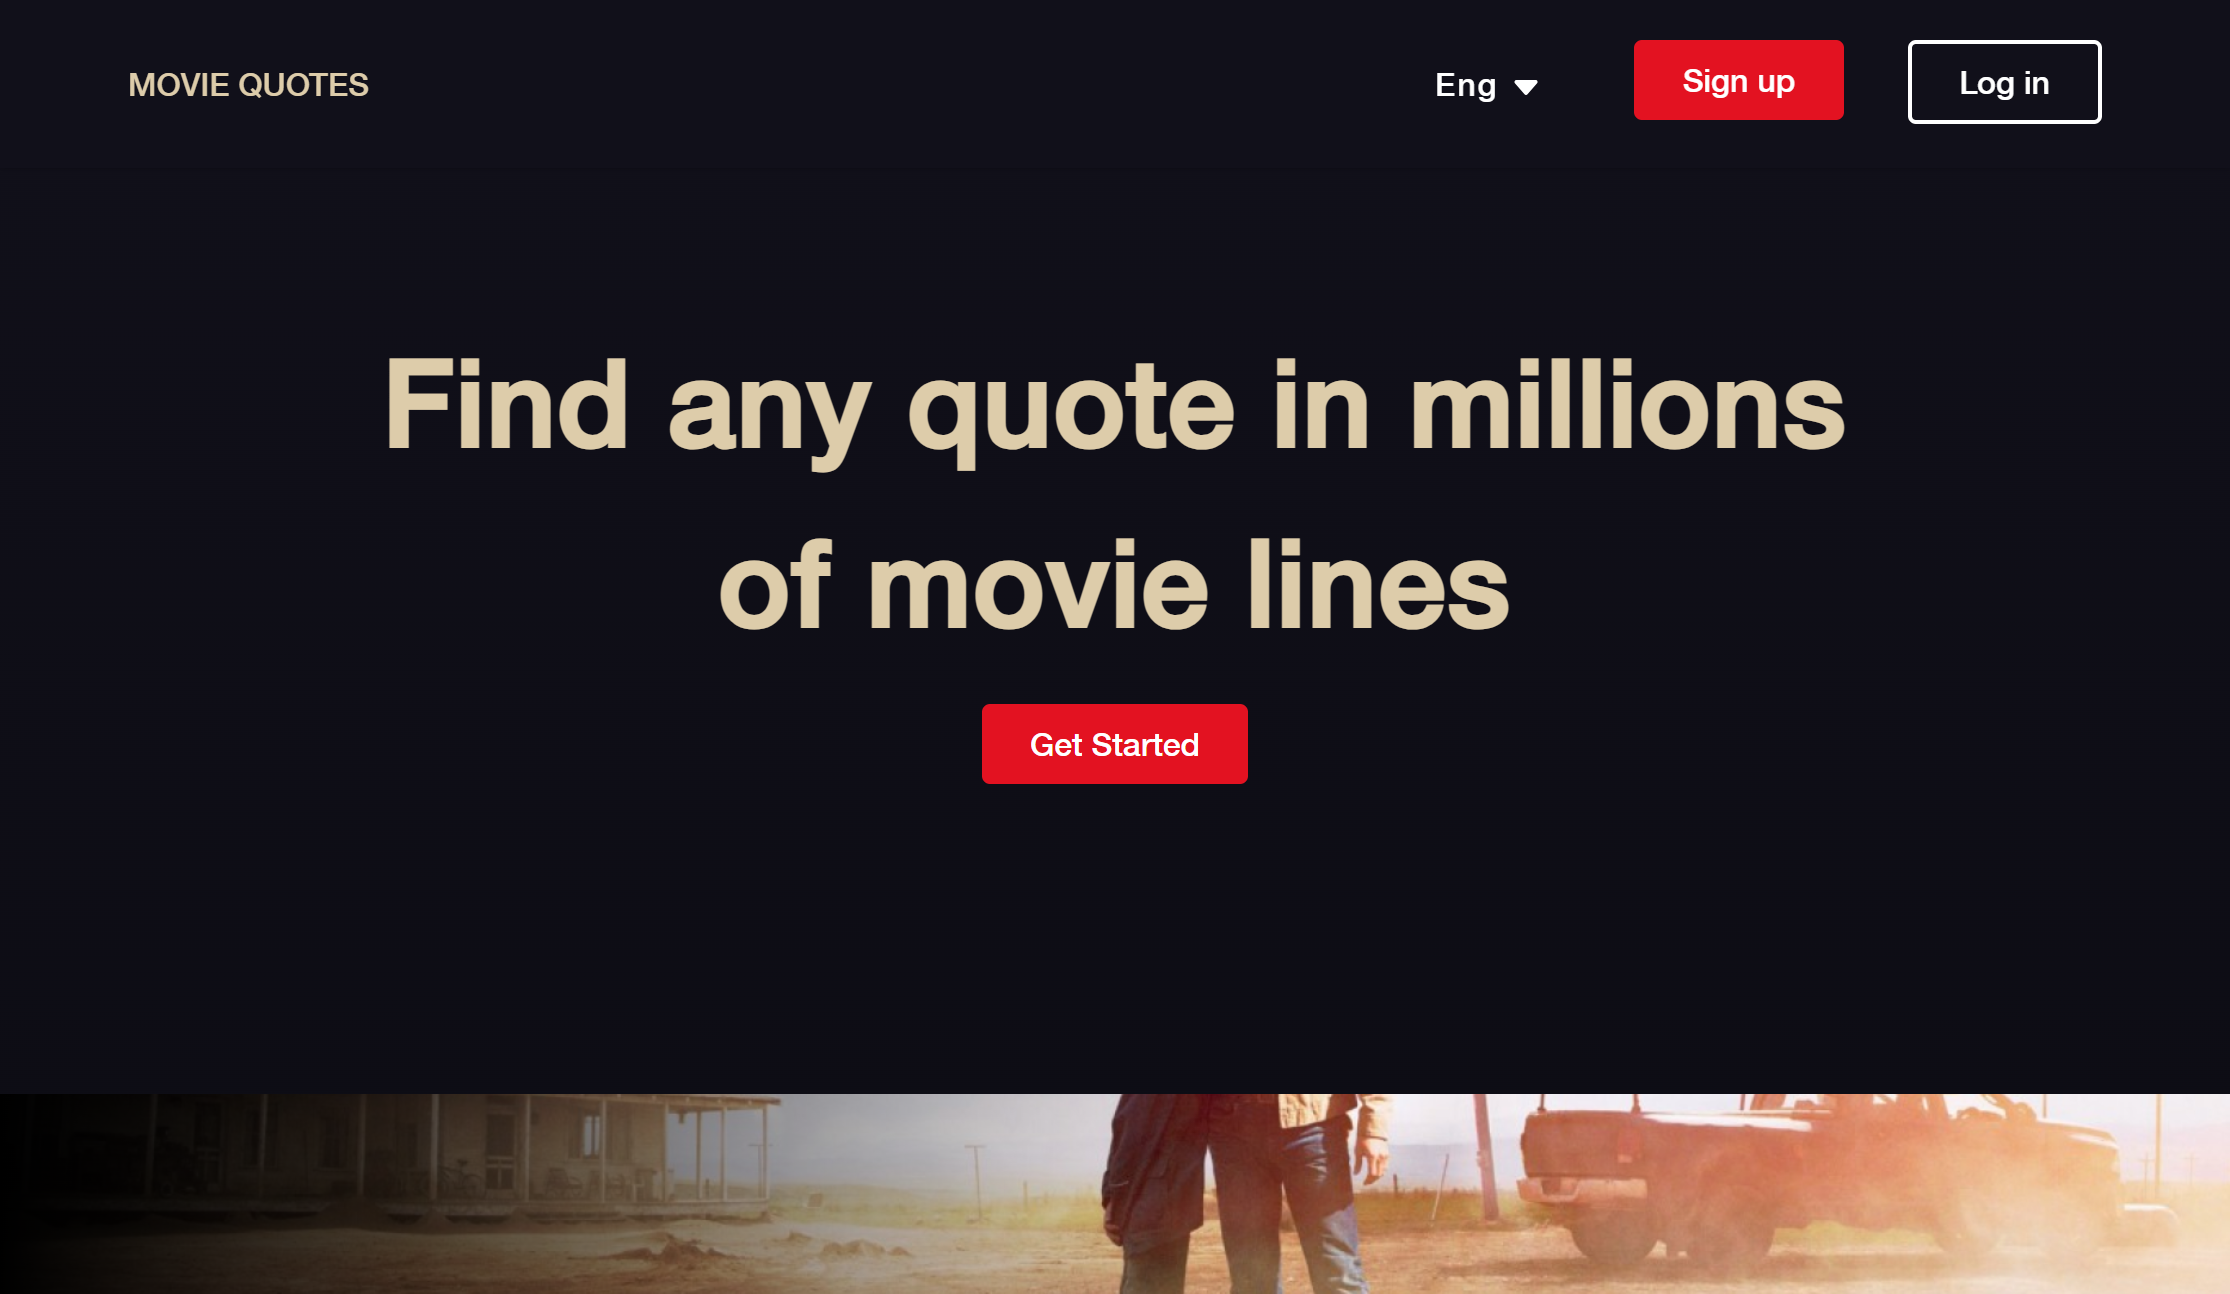 MOVIE QUOTES
Eng
Sign up
Log in
Find any quote in millions
of movie lines
Get Started